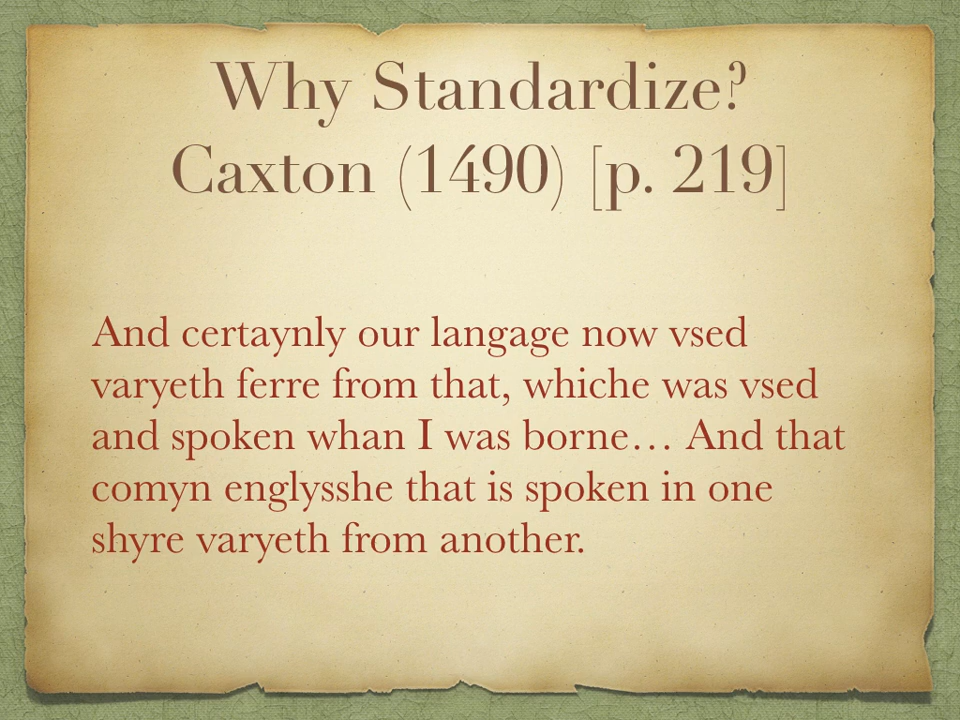 Why Standardize?
Caxton (1490) [p. 219]
And certaynly our langage now vsed
varyeth ferre from that, whiche was vsed
and spoken whan I was borne… And that
comyn englysshe that is spoken in one
shyre varyeth from another.